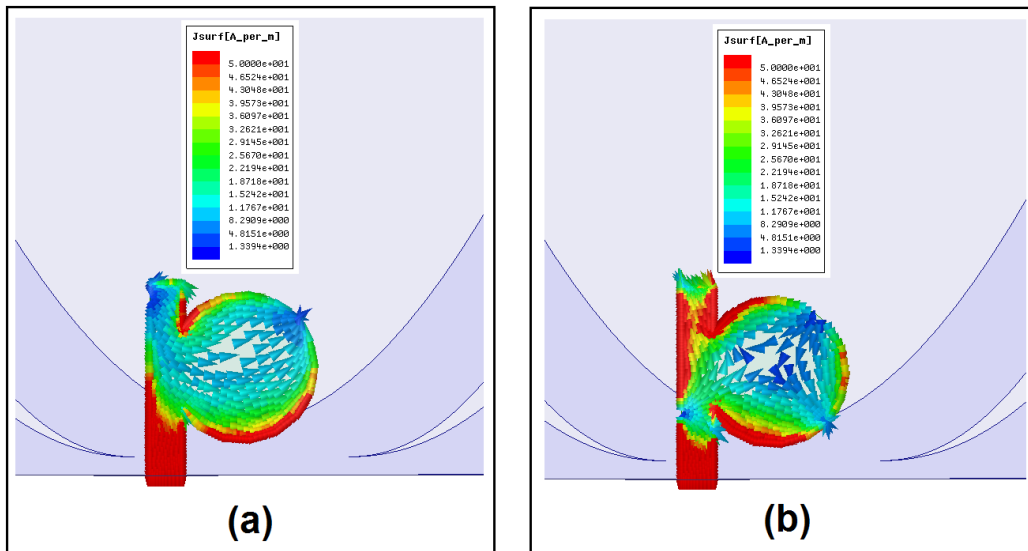 Jsurf[A_per_m]
5.0000e+001
4.6524e+001
4.3048e+001
3.9573e+001
3.6097e+001
3.2621e+001
2.9145e+001
2.5670e+001
2.2194e+001
1.8718e+001
1.5242e+001
1.1767e+001
8.2909e+000
4.8151e+000
1.3394e+000
(a)
Jsurf[A_per_m]
5.0000e+001
4.6524e+001
4.3048e+001
3.9573e+001
3.6097e+001
3.2621e+001
2.9145e+001
2.5670e+001
2.2194e+001
1.8718e+001
1.5242e+001
1.1767e+001
8.2909e+000
4.8151e+000
1.3394e+000
(b)